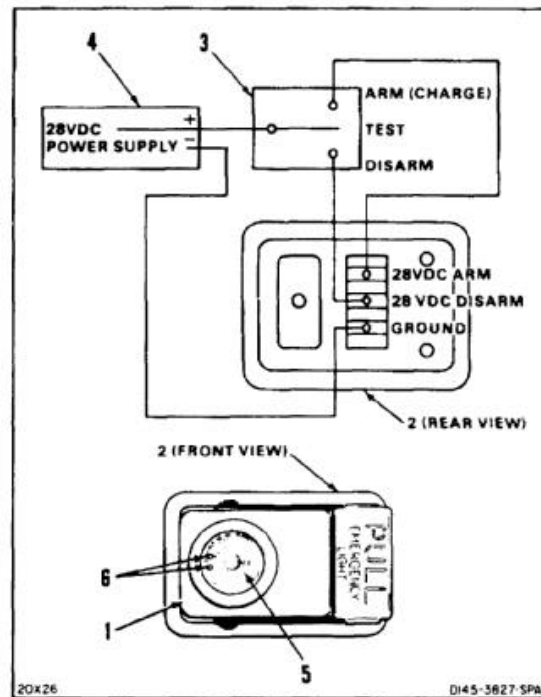 4
3
ARM (CHARGE)
28VDC
POWER SUPPLY
+
−
TEST
DISARM
28VDC ARM
28 VDC DISARM
GROUND
2 (REAR VIEW)
2 (FRONT VIEW)
PULL
EMERGENCY
LIGHT
6
1
5
20X26
D145-3827-SPA